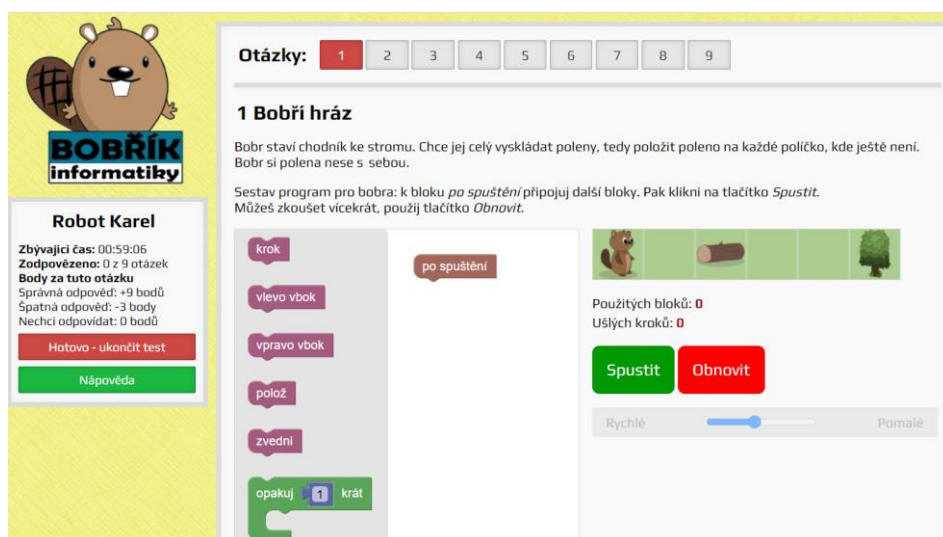 BOBŘÍK
informatiky
Robot Karel
Zbývající čas: 00:59:06
Zodpovězeno: 0 z 9 otázek
Body za tuto otázku
Správná odpověď: +9 bodů
Špatná odpověď: -3 body
Nechci odpovídat: 0 bodů
Hotovo - ukončit test
Nápověda
Otázky: 1 2 3 4 5 6 7 8 9
1 Bobří hráz
Bobr staví chodník ke stromu. Chce jej celý vyskládat poleny, tedy položit poleno na každé políčko, kde ještě není.
Bobr si polena nese s sebou.
Sestav program pro bobra: k bloku po spuštění připojuj další bloky. Pak klikni na tlačítko Spustit.
Můžeš zkoušet vícekrát, použij tlačítko Obnovit.
krok
vlevo vbok
vpravo vbok
polož
zvedni
opakuj 1 krát
po spuštění
Použitých bloků: 0
Ušlých kroků: 0
Spustit Obnovit
Rychlé Pomalé